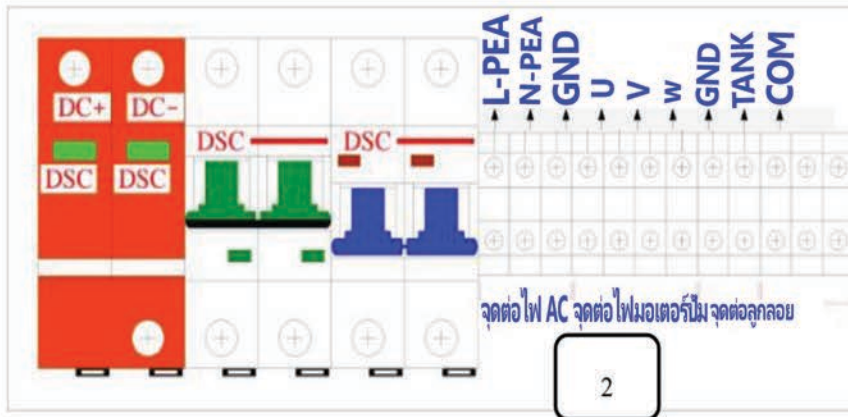 L-PEA
N-PEA
GND
U
V
w
GND
TANK
COM
DC+ DC-
DSC DSC
DSC DSC
จุดต่อไฟ AC จุดต่อไฟมอเตอร์ปั๊ม จุดต่อลูกลอย
2